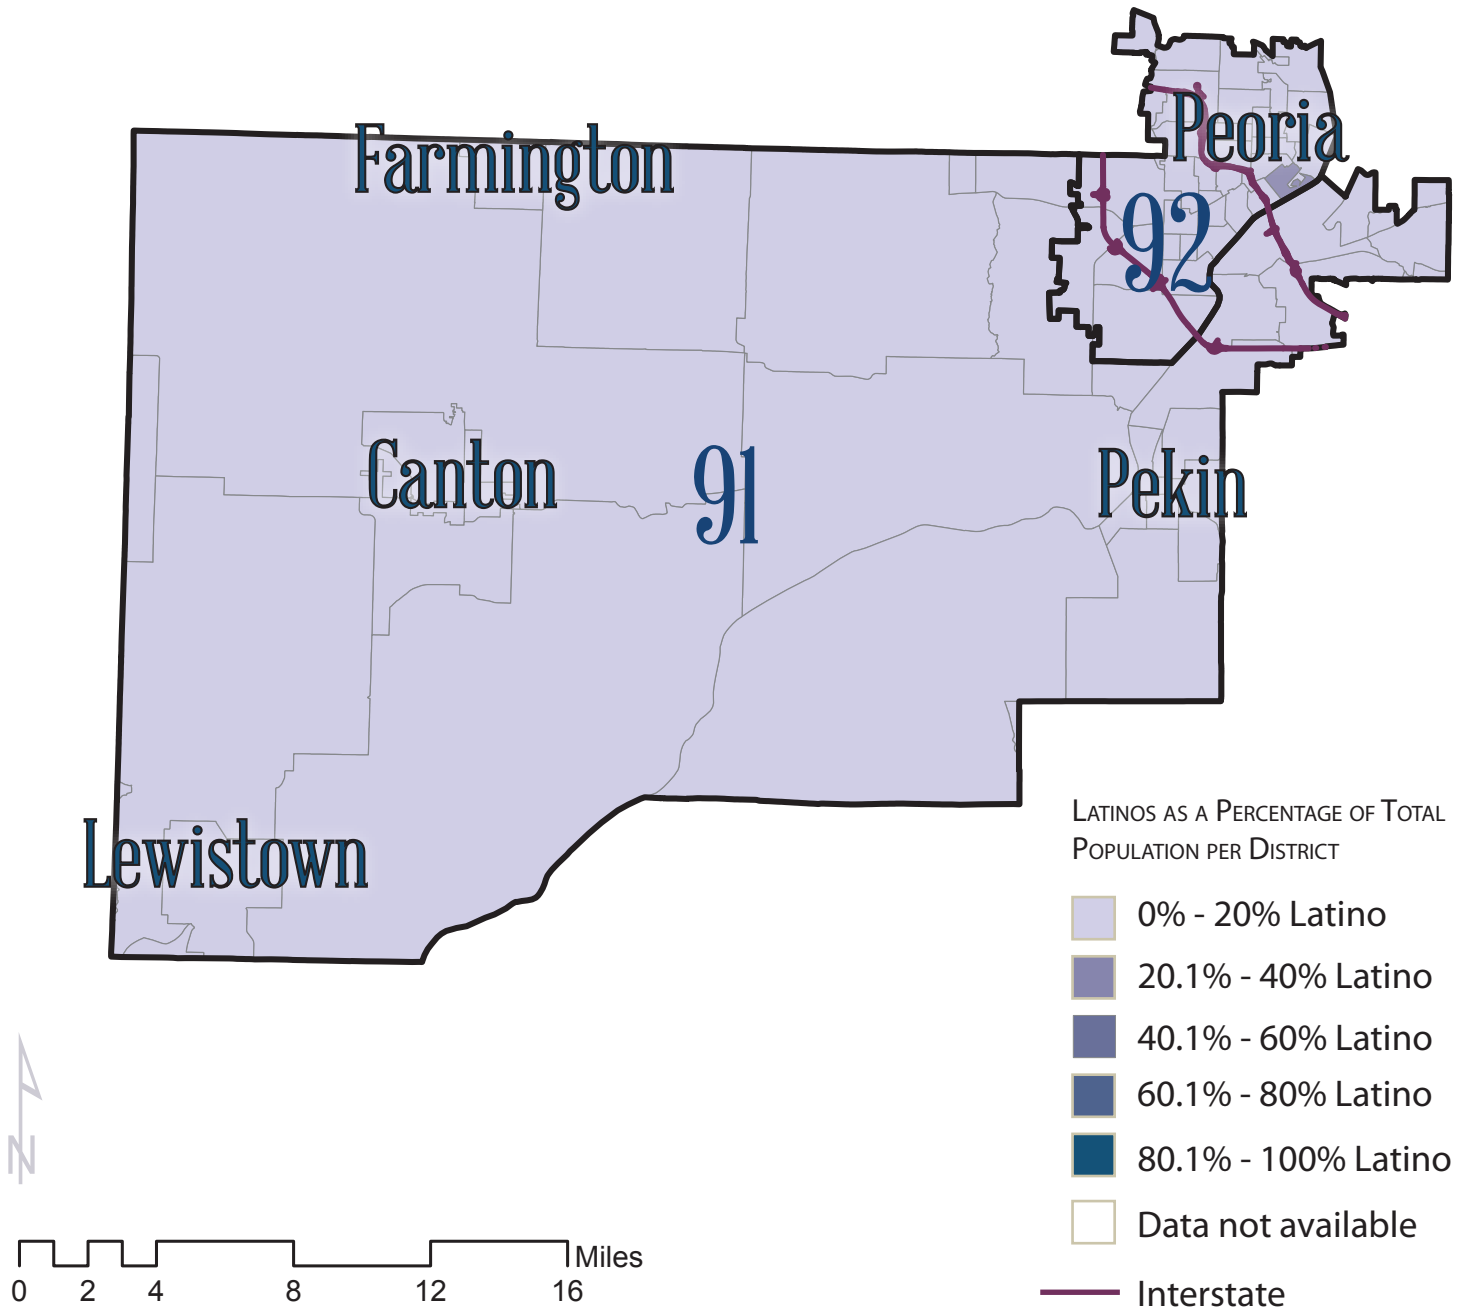 Peoria
Farmington
92
Canton
91
Pekin
Lewistown
LATINOS AS A PERCENTAGE OF TOTAL
POPULATION PER DISTRICT
0% - 20% Latino
20.1% - 40% Latino
40.1% - 60% Latino
60.1% - 80% Latino
80.1% - 100% Latino
Data not available
Interstate
N
Miles
0 2 4 8 12 16